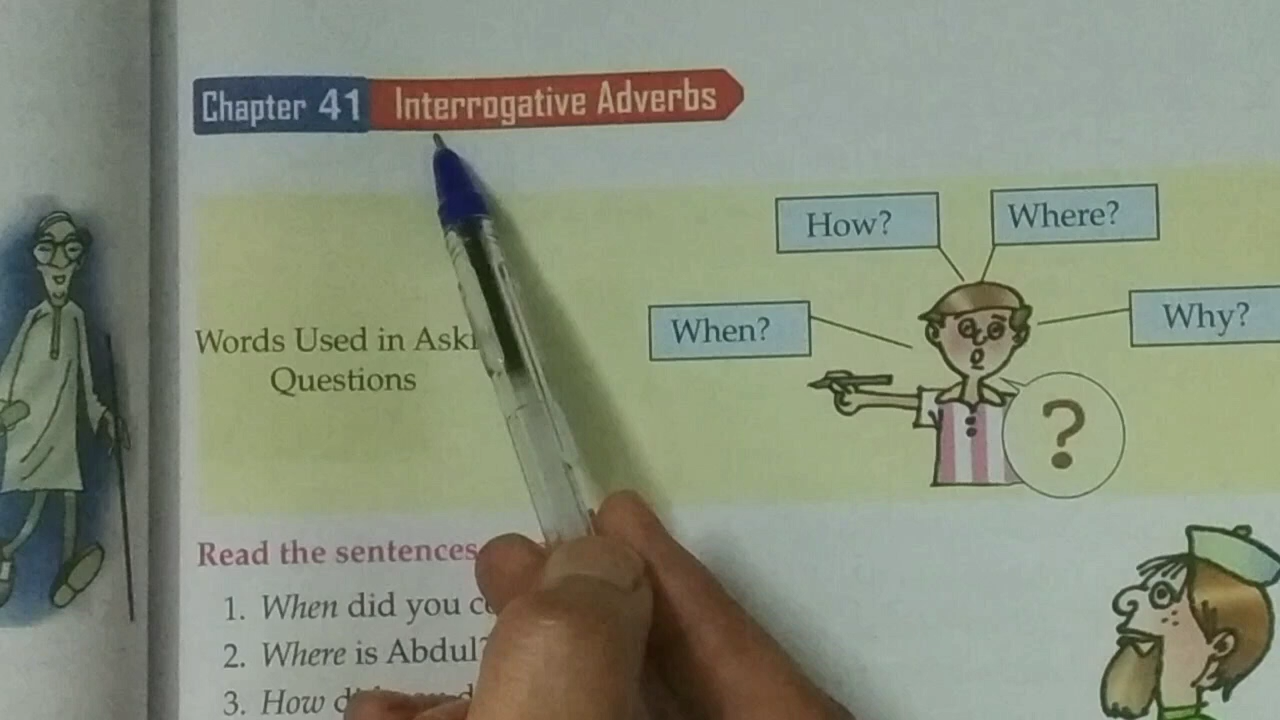 Chapter 41 Interrogative Adverbs
How?
Where?
When?
Why?
Words Used in
Questions
?
Read the sentences
1. When did you
2. Where is Abdul?
3. How